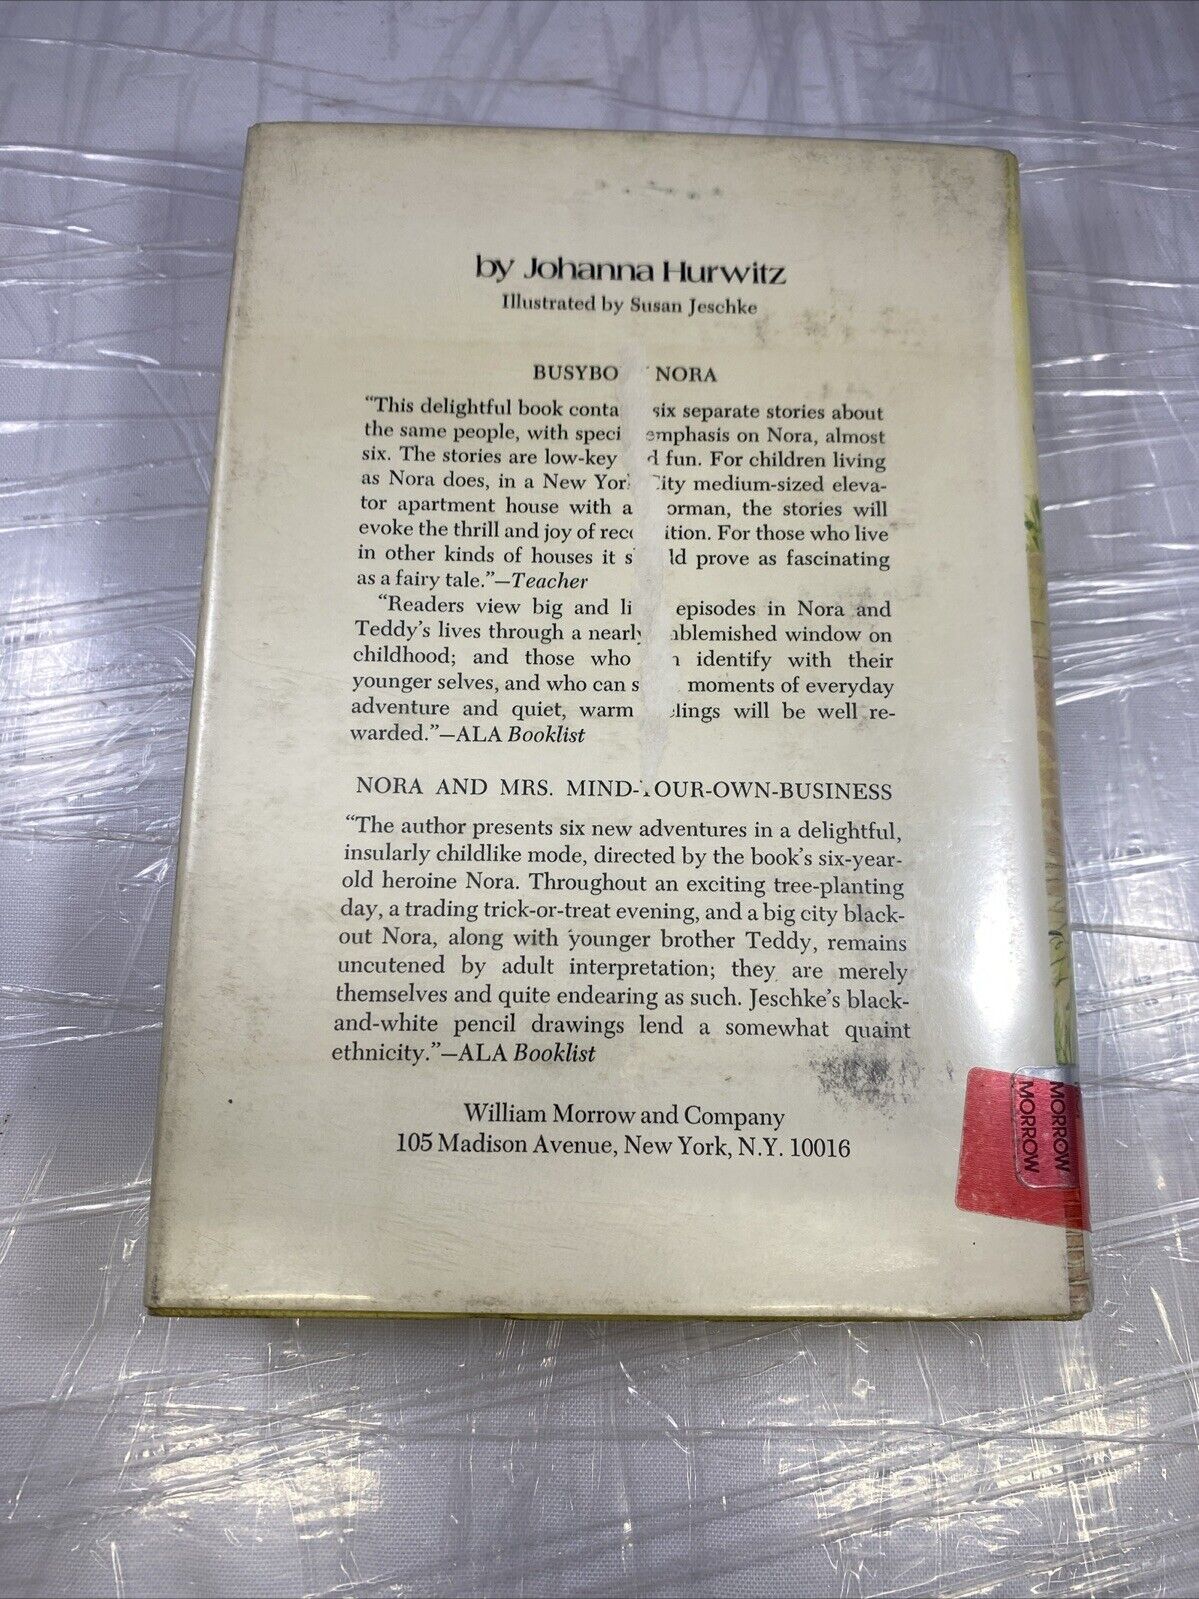 by Johanna Hurwitz
Illustrated by Susan Jeschke
BUSYBO NORA
“This delightful book conta six separate stories about
the same people, with speci emphasis on Nora, almost
six. The stories are low-key d fun. For children living
as Nora does, in a New York City medium-sized eleva-
tor apartment house with a orman, the stories will
evoke the thrill and joy of rec ition. For those who live
in other kinds of houses it s ld prove as fascinating
as a fairy tale.”—Teacher
“Readers view big and li episodes in Nora and
Teddy’s lives through a nearly blemished window on
childhood; and those who identify with their
younger selves, and who can s moments of everyday
adventure and quiet, warm lings will be well re-
warded.”—ALA Booklist
NORA AND MRS. MIND-YOUR-OWN-BUSINESS
“The author presents six new adventures in a delightful,
insularly childlike mode, directed by the book’s six-year-
old heroine Nora. Throughout an exciting tree-planting
day, a trading trick-or-treat evening, and a big city black-
out Nora, along with younger brother Teddy, remains
uncutened by adult interpretation; they are merely
themselves and quite endearing as such. Jeschke’s black-
and-white pencil drawings lend a somewhat quaint
ethnicity.”—ALA Booklist
William Morrow and Company
105 Madison Avenue, New York, N.Y. 10016
MORROW
MORROW